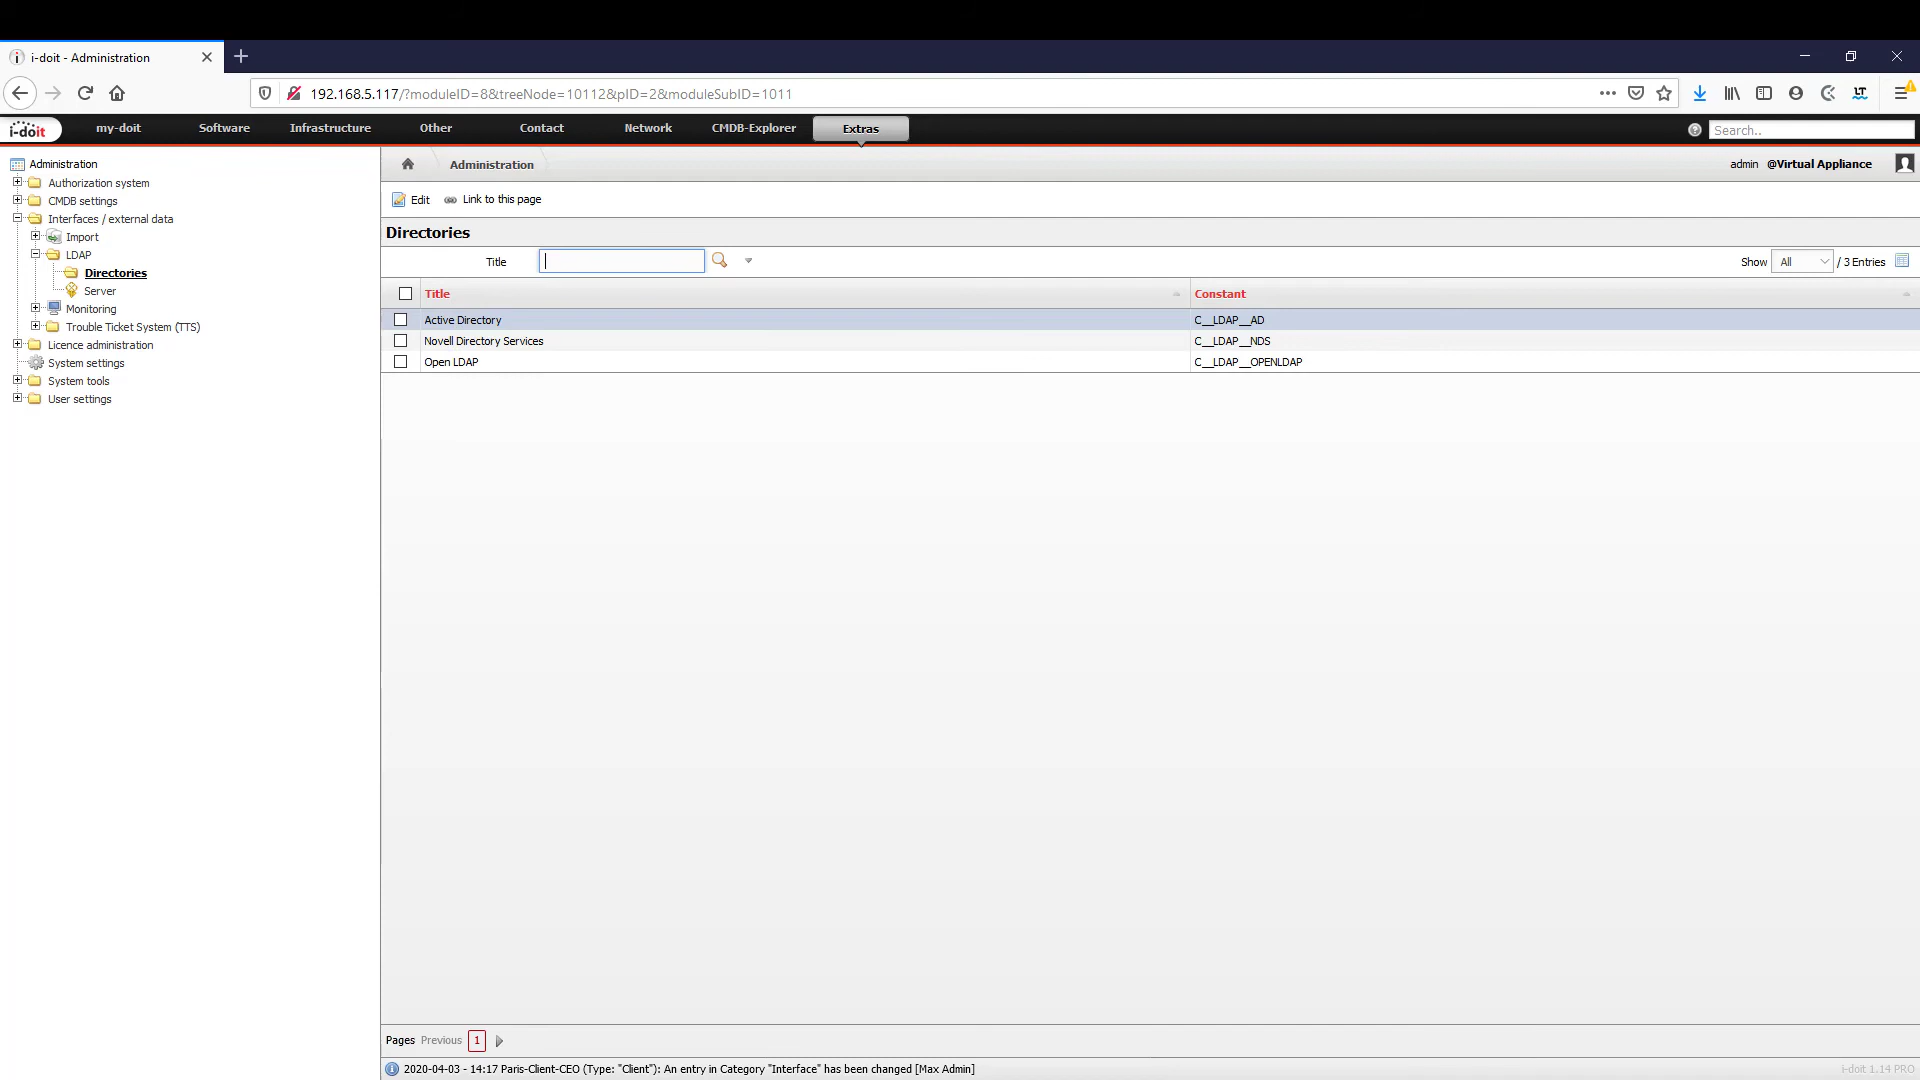 i-doit - Administration
192.168.5.117/?moduleID=8&treeNode=10112&pID=2&moduleSubID=1011
i-doit
my-doit
Software
Infrastructure
Other
Contact
Network
CMDB-Explorer
Extras
Search..
Administration
Authorization system
CMDB settings
Interfaces / external data
Import
LDAP
Directories
Server
Monitoring
Trouble Ticket System (TTS)
Licence administration
System settings
System tools
User settings
Administration
admin @Virtual Appliance
Edit
Link to this page
Directories
Title
Show All / 3 Entries
Title Constant
Active Directory C__LDAP__AD
Novell Directory Services C__LDAP__NDS
Open LDAP C__LDAP__OPENLDAP
Pages Previous 1
2020-04-03 - 14:17 Paris-Client-CEO (Type: "Client"): An entry in Category "Interface" has been changed [Max Admin]
i-doit 1.14 PRO